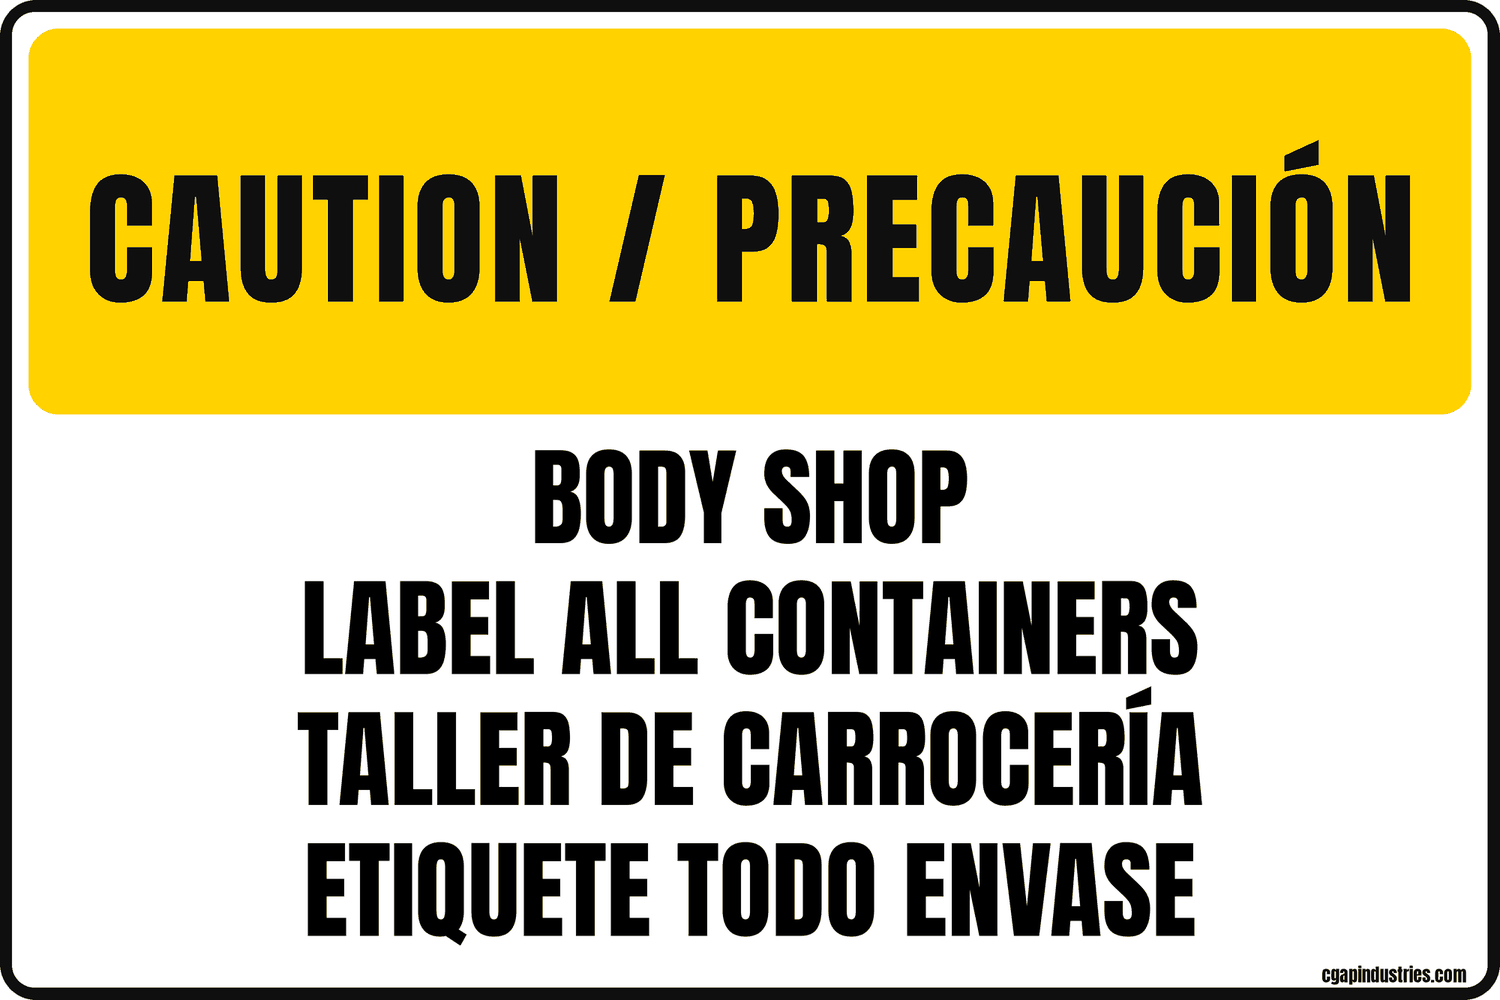 CAUTION / PRECAUCIÓN
BODY SHOP
LABEL ALL CONTAINERS
TALLER DE CARROCERÍA
ETIQUETE TODO ENVASE
cgapindustries.com